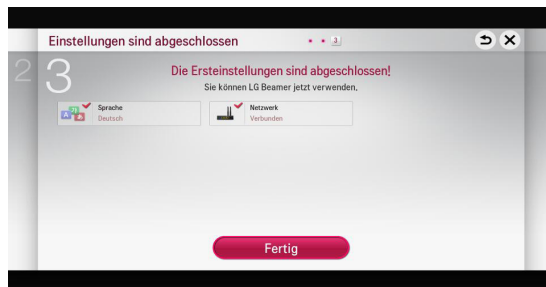 Einstellungen sind abgeschlossen
3
2
3
Die Ersteinstellungen sind abgeschlossen!
Sie können LG Beamer jetzt verwenden.
Sprache
Deutsch
Netzwerk
Verbunden
Fertig